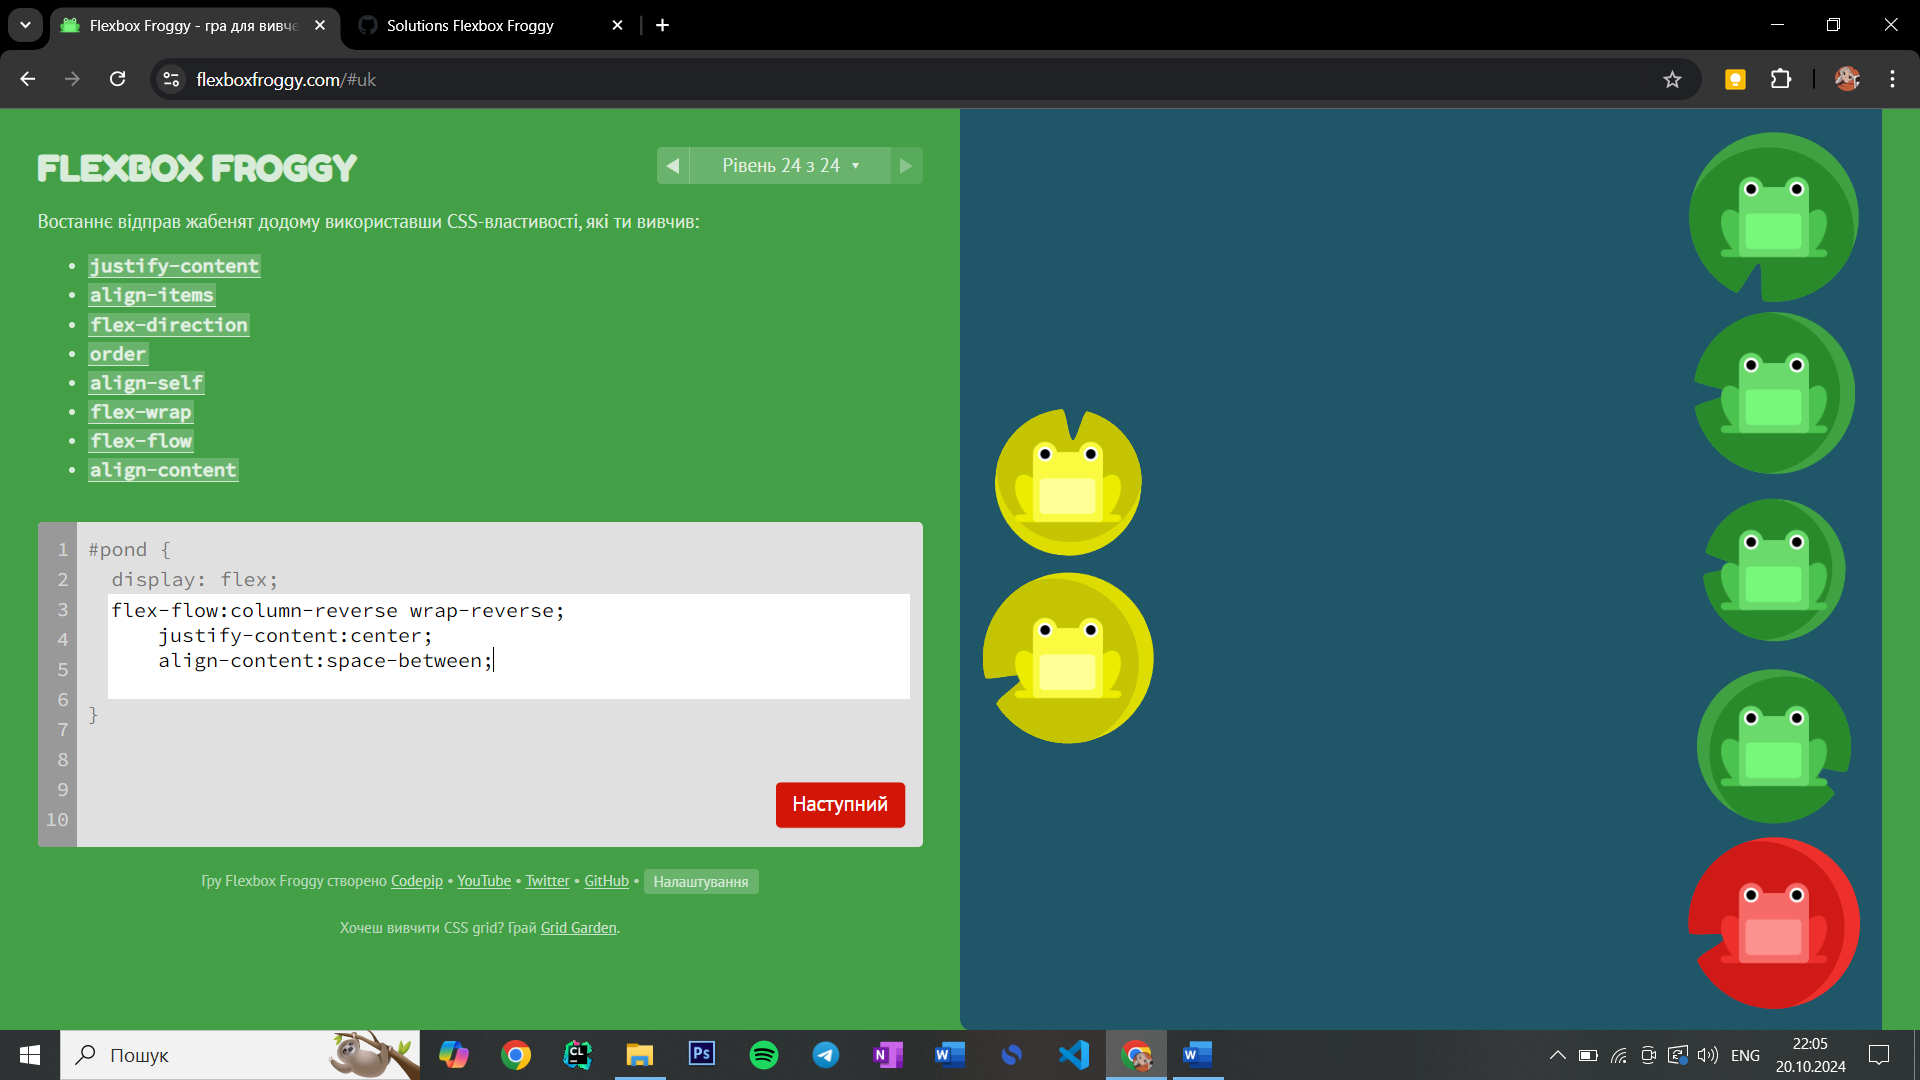 Flexbox Froggy - гра для вивче
Solutions Flexbox Froggy
flexboxfroggy.com/#uk
FLEXBOX FROGGY
Рівень 24 з 24
Востаннє відправ жабенят додому використавши CSS-властивості, які ти вивчив:
justify-content
align-items
flex-direction
order
align-self
flex-wrap
flex-flow
align-content
1 #pond {
2 display: flex;
3 flex-flow:column-reverse wrap-reverse;
4 justify-content:center;
5 align-content:space-between;
6 }
7
8
9
10
Наступний
Гру Flexbox Froggy створено Codepip • YouTube • Twitter • GitHub • Налаштування
Хочеш вивчити CSS grid? Грай Grid Garden.
Пошук
CL
Ps
N
W
W
ENG
22:05
20.10.2024